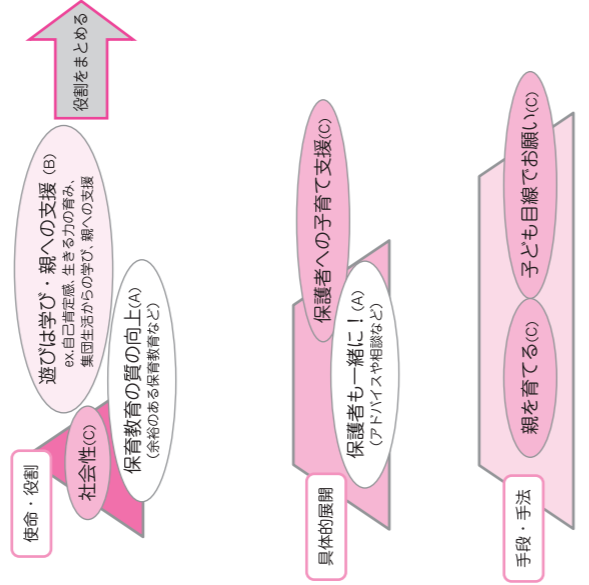 使命・役割
社会性(C)
遊びは学び・親への支援(B)
ex.自己肯定感、生きる力の育み、
集団生活からの学び、親への支援
保育教育の質の向上(A)
(余裕のある保育教育など)
役割をまとめる
具体的展開
保護者への子育て支援(C)
保護者も一緒に！(A)
(アドバイスや相談など)
手段・手法
親を育てる(C)
子ども目線でお願い(C)